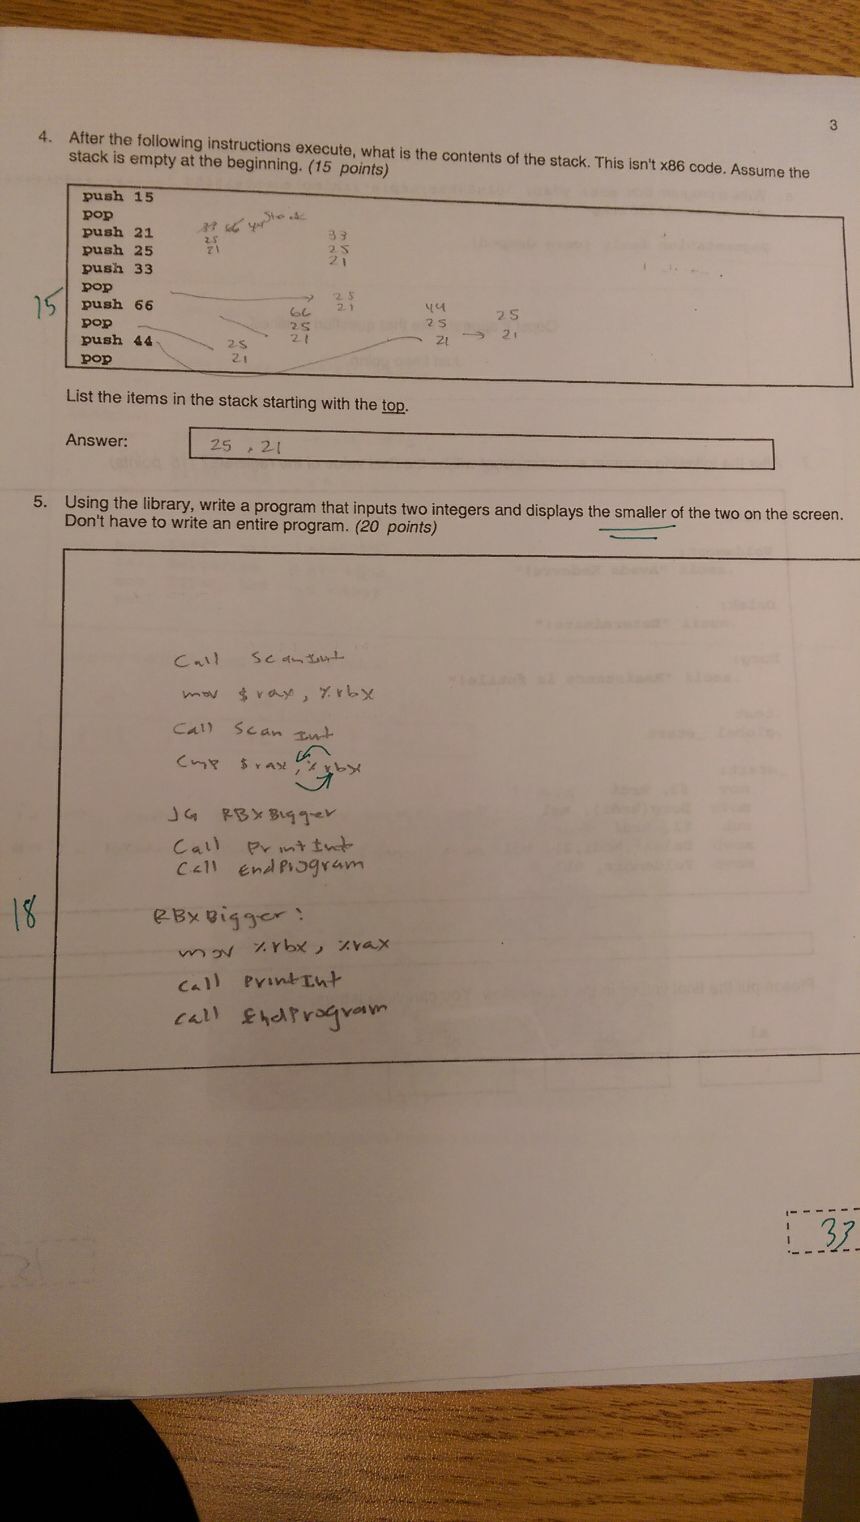 3
4. After the following instructions execute, what is the contents of the stack. This isn't x86 code. Assume the
stack is empty at the beginning. (15 points)
push 15
pop
push 21
push 25
push 33
pop
push 66
pop
push 44
pop
Stack
33 66 44
25
21
33
25
21
25
21
66
25
21
25
21
44
25
21
25
21
15
List the items in the stack starting with the top.
Answer:
25 , 21
5. Using the library, write a program that inputs two integers and displays the smaller of the two on the screen.
Don't have to write an entire program. (20 points)
Call ScanInt
mov $rax, %rbx
Call Scan Int
Cmp $rax, %rbx
JG RBXBigger
Call PrintInt
Call EndProgram
18
RBXBigger:
mov %rbx, %rax
call PrintInt
call EndProgram
33